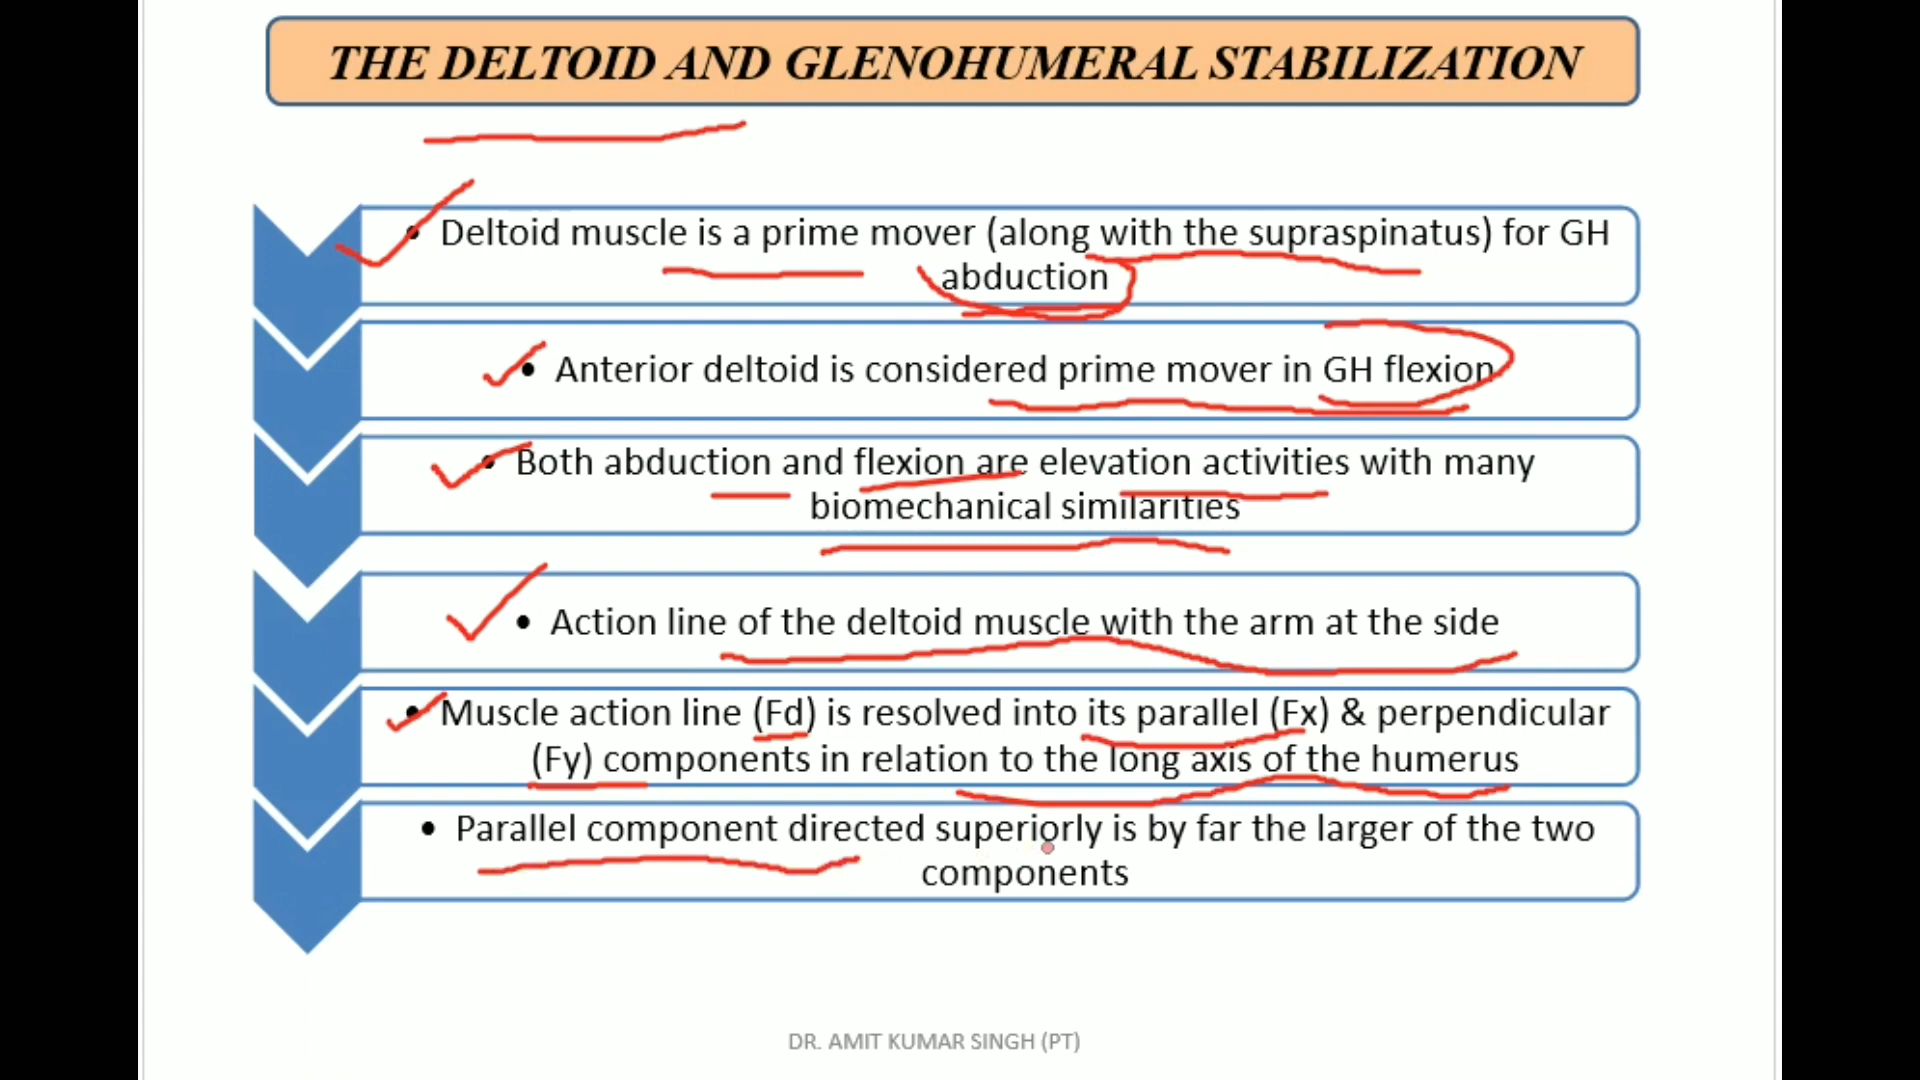 THE DELTOID AND GLENOHUMERAL STABILIZATION
• Deltoid muscle is a prime mover (along with the supraspinatus) for GH
abduction
• Anterior deltoid is considered prime mover in GH flexion
• Both abduction and flexion are elevation activities with many
biomechanical similarities
• Action line of the deltoid muscle with the arm at the side
• Muscle action line (Fd) is resolved into its parallel (Fx) & perpendicular
(Fy) components in relation to the long axis of the humerus
• Parallel component directed superiorly is by far the larger of the two
components
DR. AMIT KUMAR SINGH (PT)